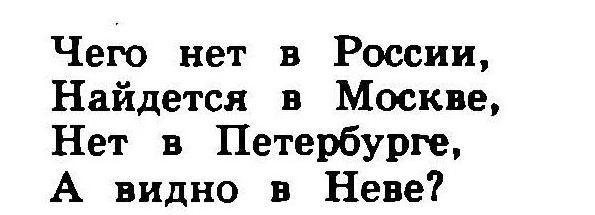 Чего нет в России,
Найдется в Москве,
Нет в Петербурге,
А видно в Неве?